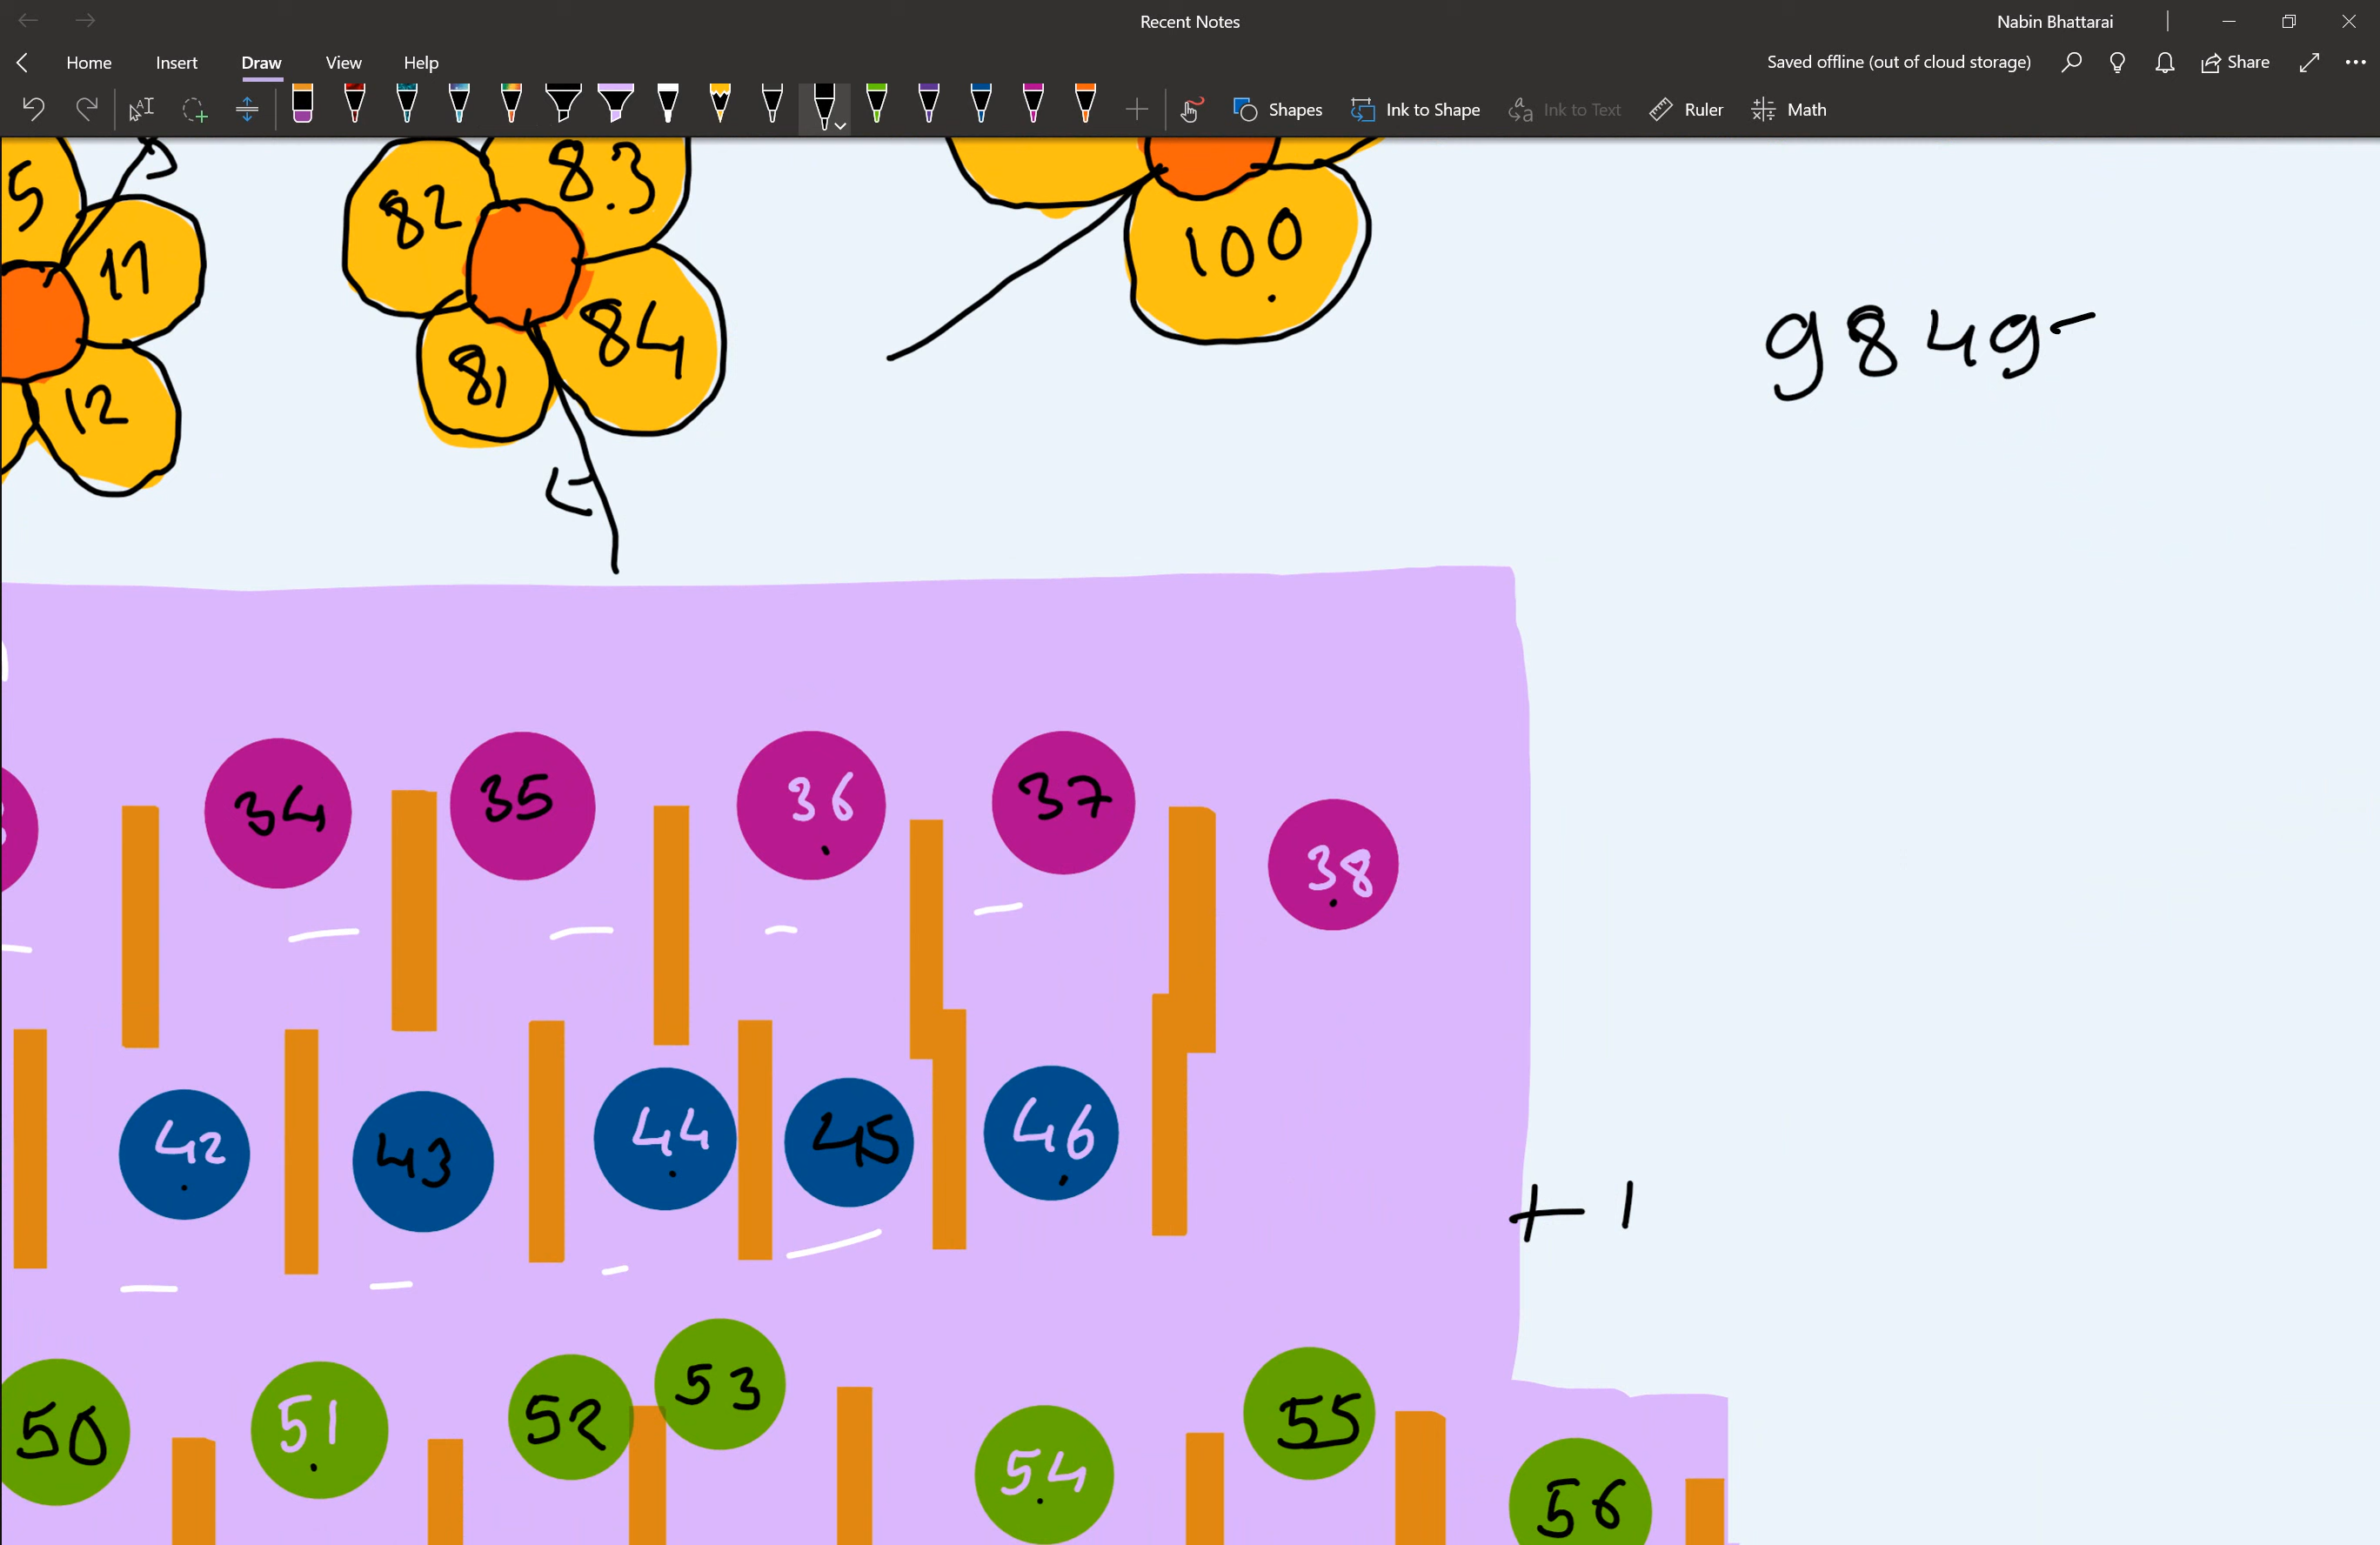 Recent Notes
Nabin Bhattarai
Home Insert Draw View Help
Saved offline (out of cloud storage)
Share
Shapes
Ink to Shape
Ink to Text
Ruler
Math
5
11
12
82
83
81
84
100
9849
34
35
36
37
38
42
43
44
45
46
+1
50
51
52
53
54
55
56